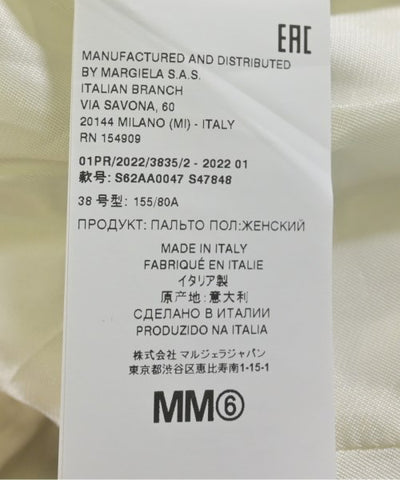 EAC
MANUFACTURED AND DISTRIBUTED
BY MARGIELA S.A.S.
ITALIAN BRANCH
VIA SAVONA, 60
20144 MILANO (MI) - ITALY
RN 154909
01PR/2022/3835/2 - 2022 01
款号: S62AA0047 S47848
38 号型: 155/80A
ПРОДУКТ: ПАЛЬТО ПОЛ:ЖЕНСКИЙ
MADE IN ITALY
FABRIQUÉ EN ITALIE
イタリア製
原产地: 意大利
СДЕЛАНО В ИТАЛИИ
PRODUZIDO NA ITALIA
株式会社 マルジェラジャパン
東京都渋谷区恵比寿南1-15-1
MM⑥